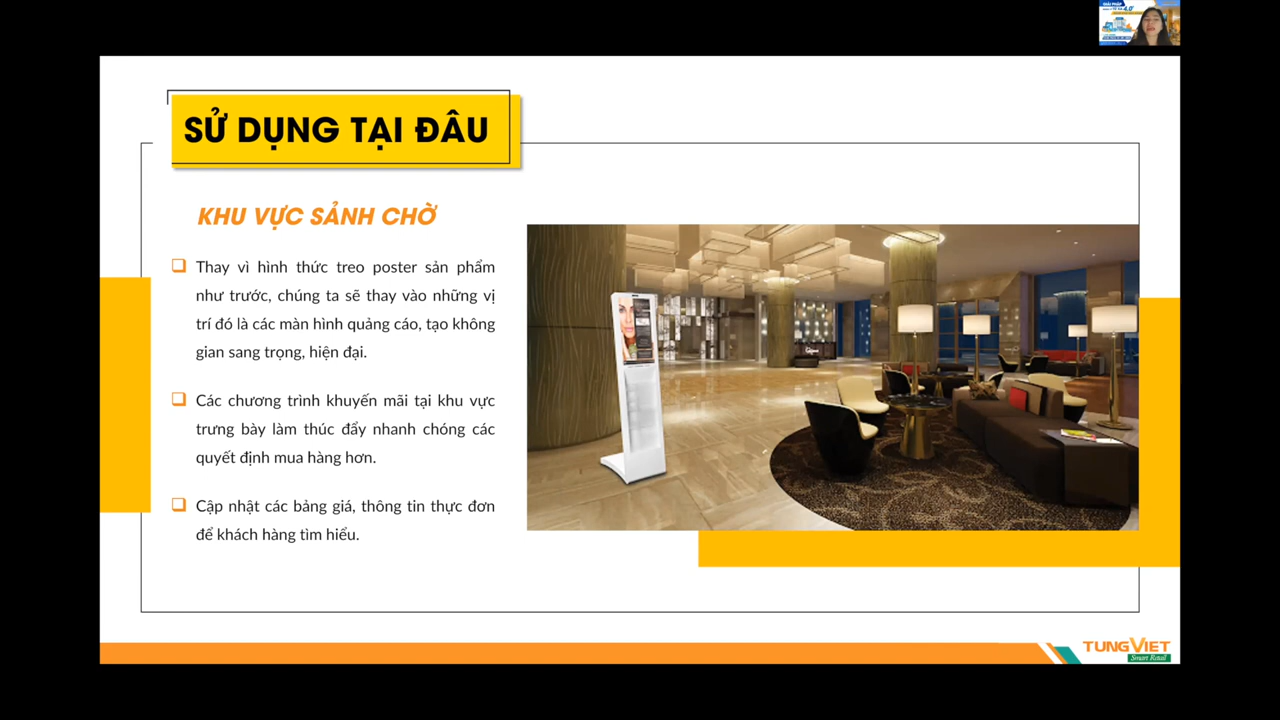 GIẢI PHÁP
4.0
SỬ DỤNG TẠI ĐÂU
KHU VỰC SẢNH CHỜ
Thay vì hình thức treo poster sản phẩm
như trước, chúng ta sẽ thay vào những vị
trí đó là các màn hình quảng cáo, tạo không
gian sang trọng, hiện đại.
Các chương trình khuyến mãi tại khu vực
trưng bày làm thúc đẩy nhanh chóng các
quyết định mua hàng hơn.
Cập nhật các bảng giá, thông tin thực đơn
để khách hàng tìm hiểu.
TUNGVIET
Smart Retail